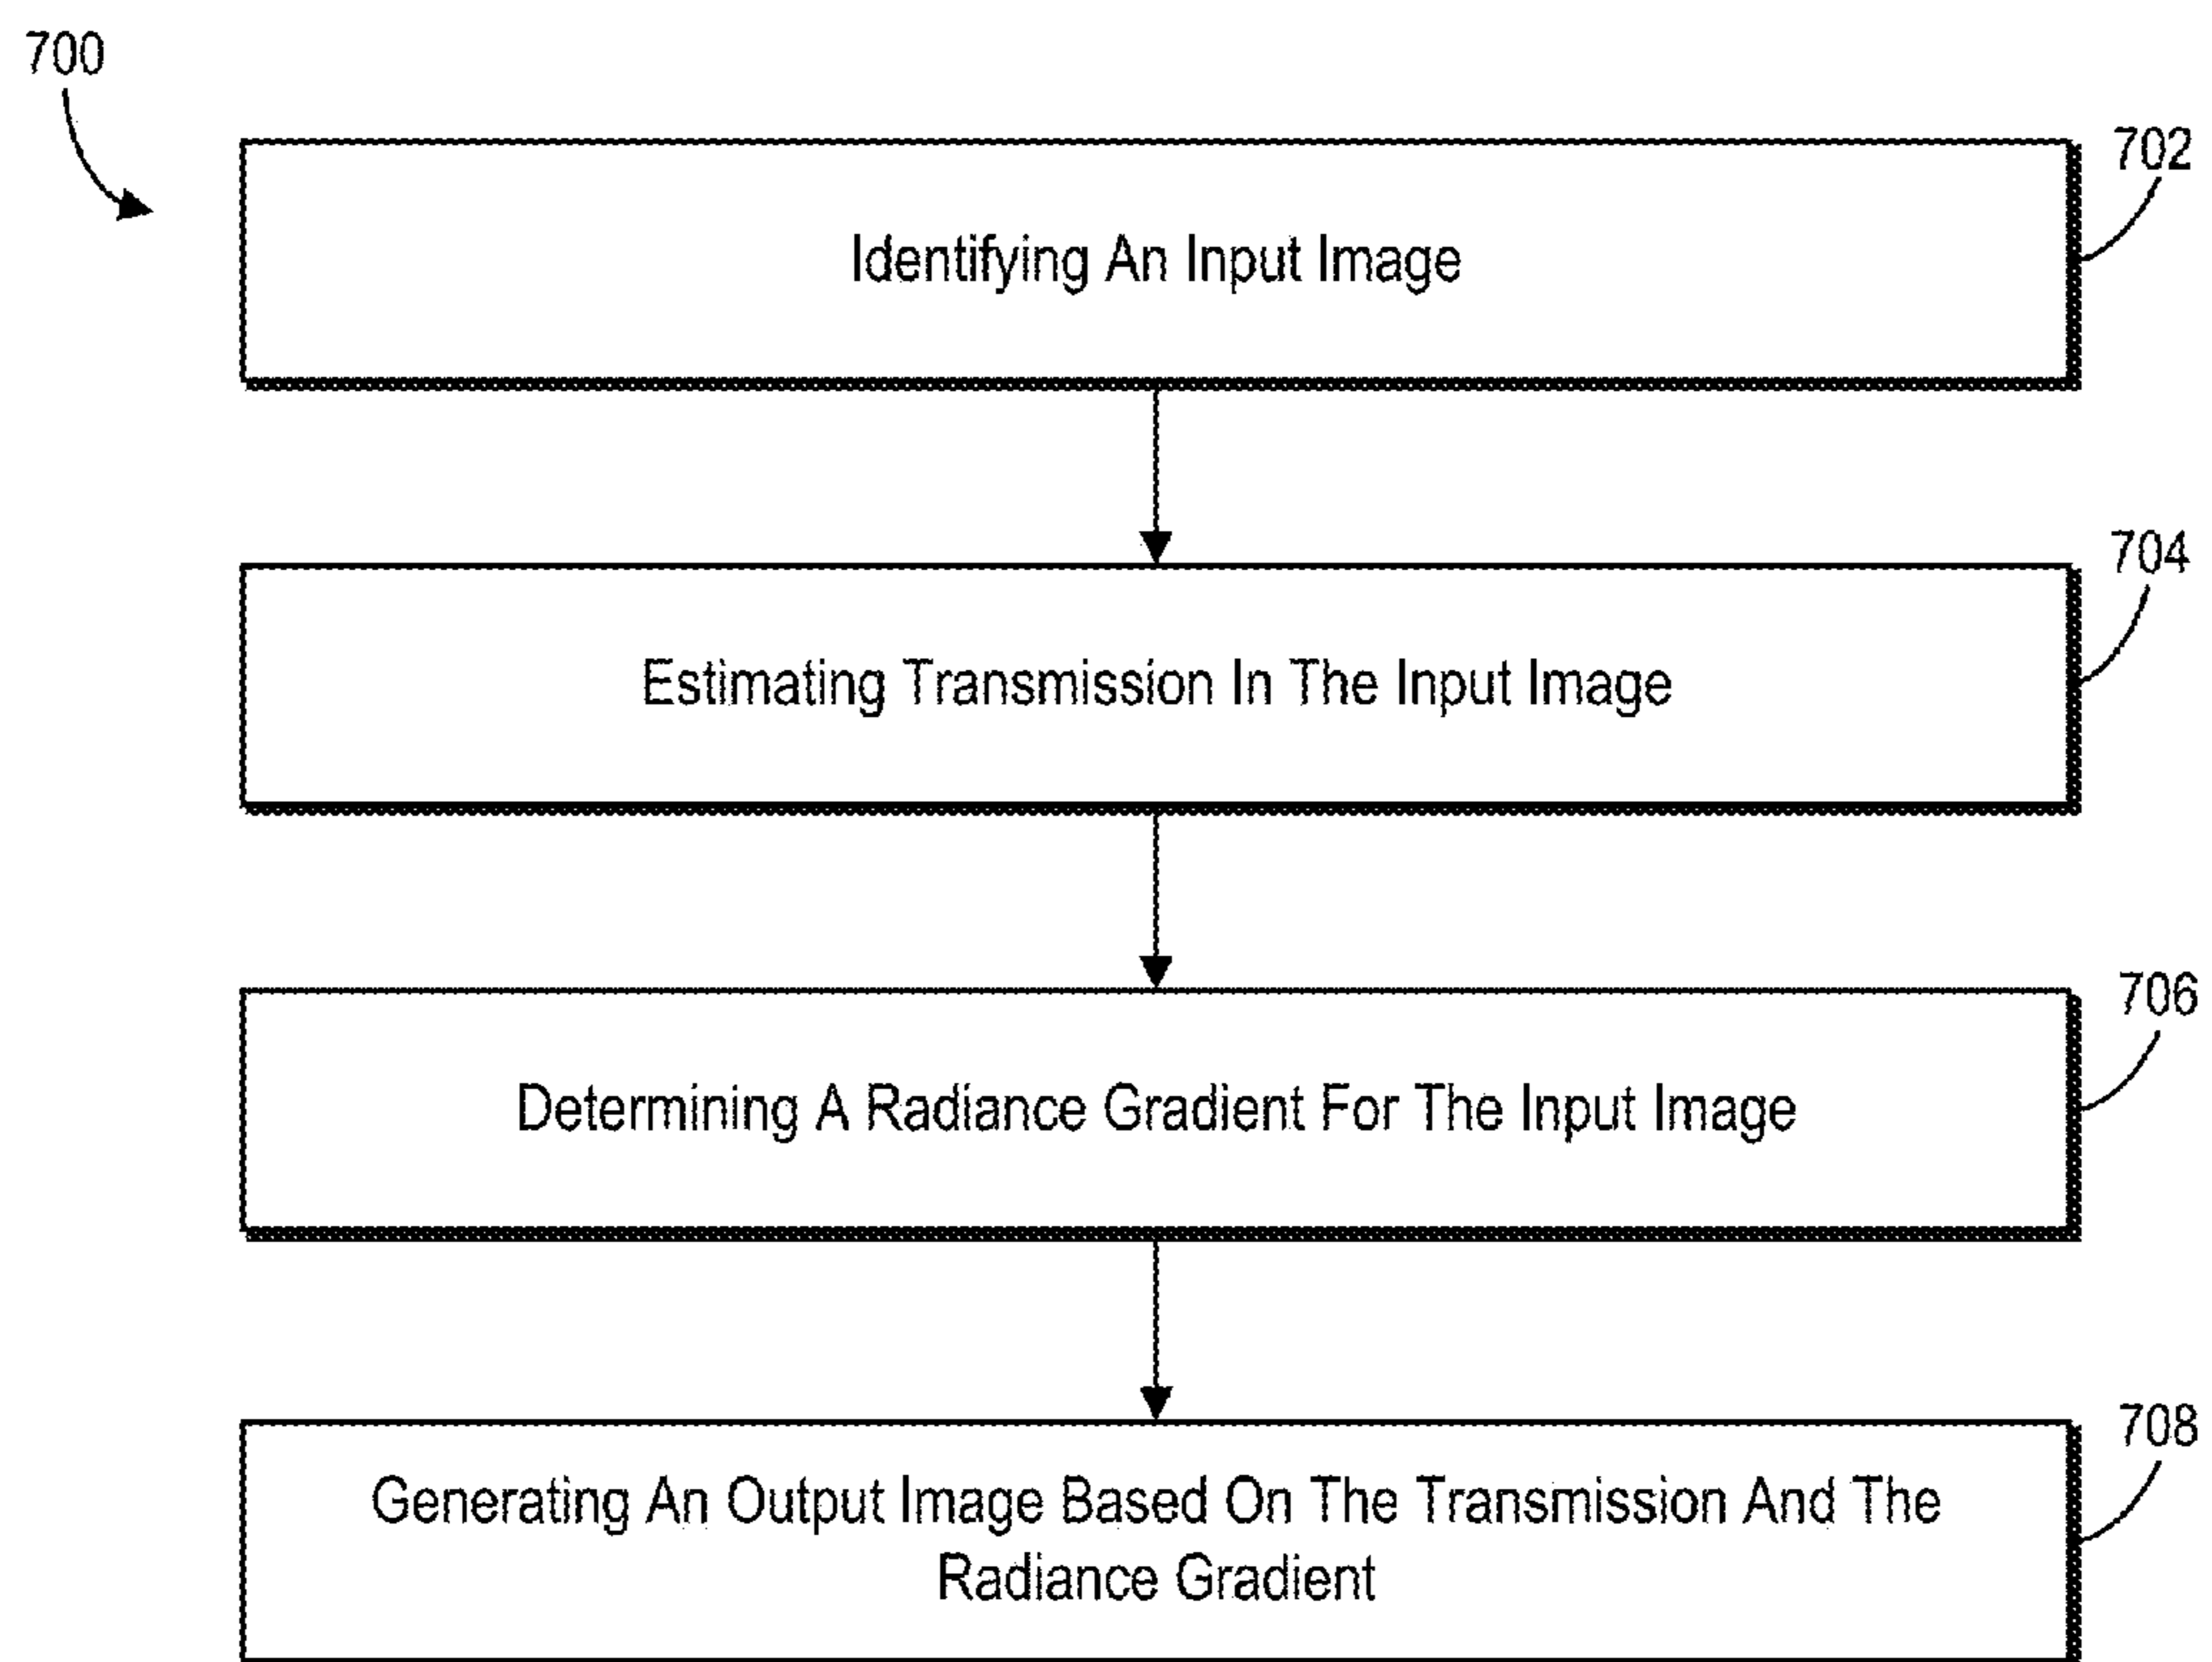 700
702
Identifying An Input Image
704
Estimating Transmission In The Input Image
706
Determining A Radiance Gradient For The Input Image
708
Generating An Output Image Based On The Transmission And The
Radiance Gradient